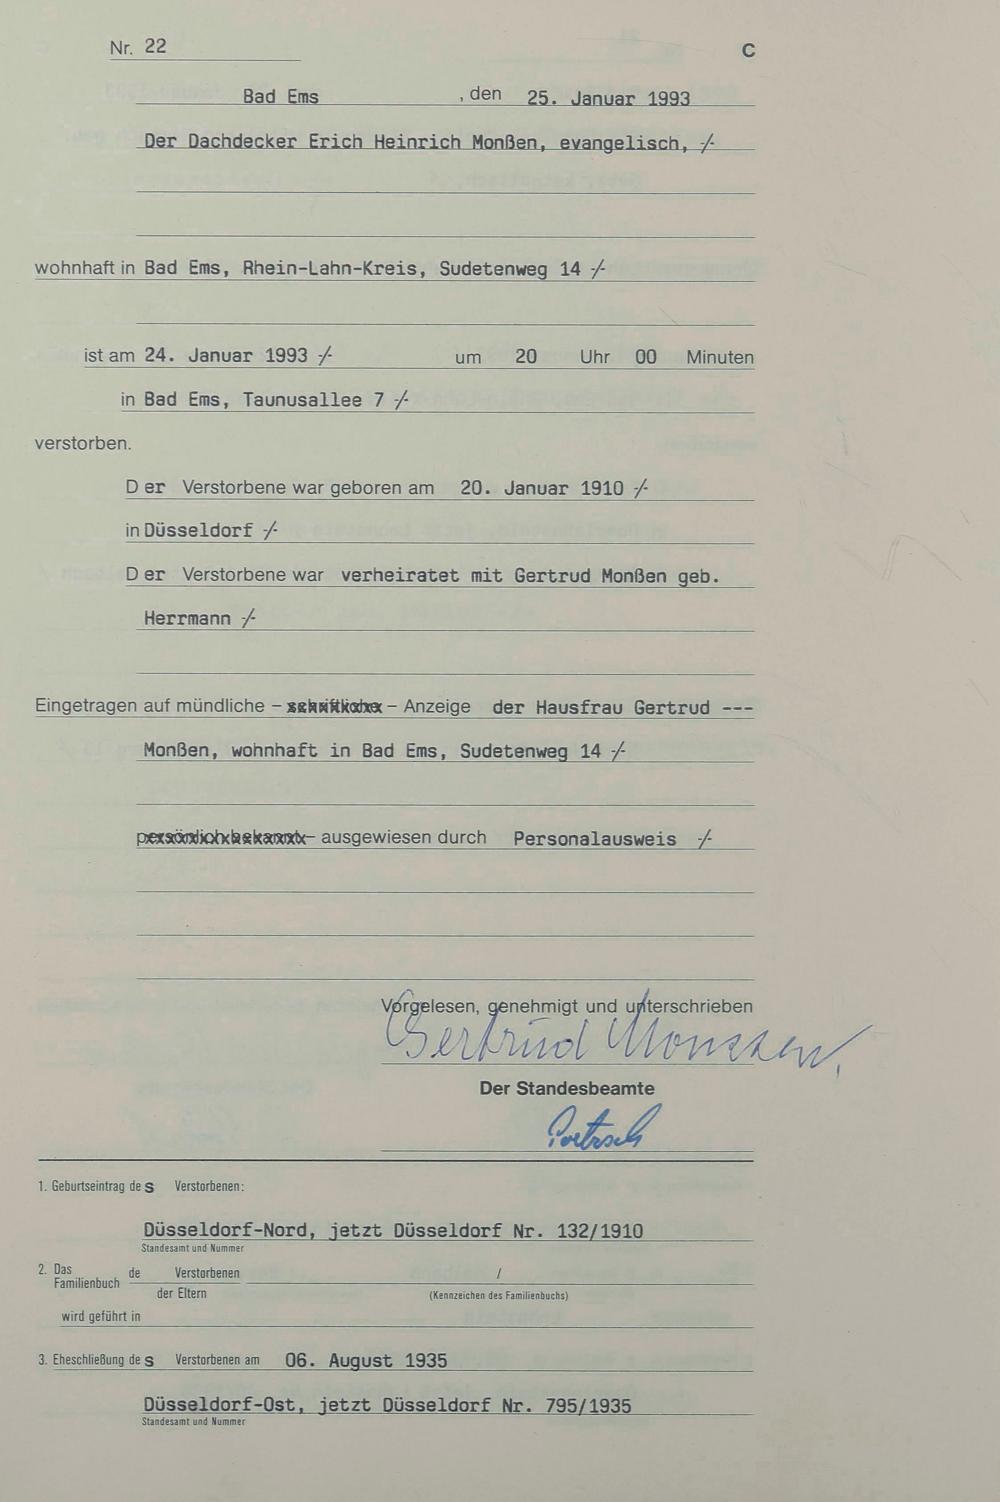 Nr. 22 C
Bad Ems , den 25. Januar 1993
Der Dachdecker Erich Heinrich Monßen, evangelisch, -/-
wohnhaft in Bad Ems, Rhein-Lahn-Kreis, Sudetenweg 14 -/-
ist am 24. Januar 1993 -/- um 20 Uhr 00 Minuten
in Bad Ems, Taunusallee 7 -/-
verstorben.
D er Verstorbene war geboren am 20. Januar 1910 -/-
in Düsseldorf -/-
D er Verstorbene war verheiratet mit Gertrud Monßen geb.
Herrmann -/-
Eingetragen auf mündliche – schriftliche – Anzeige der Hausfrau Gertrud ---
Monßen, wohnhaft in Bad Ems, Sudetenweg 14 -/-
persönlich bekannt – ausgewiesen durch Personalausweis -/-
Vorgelesen, genehmigt und unterschrieben
Gertrud Monssen
Der Standesbeamte
1. Geburtseintrag de s Verstorbenen:
Düsseldorf-Nord, jetzt Düsseldorf Nr. 132/1910
Standesamt und Nummer
2. Das Familienbuch de Verstorbenen /
der Eltern (Kennzeichen des Familienbuchs)
wird geführt in
3. Eheschließung de s Verstorbenen am 06. August 1935
Düsseldorf-Ost, jetzt Düsseldorf Nr. 795/1935
Standesamt und Nummer